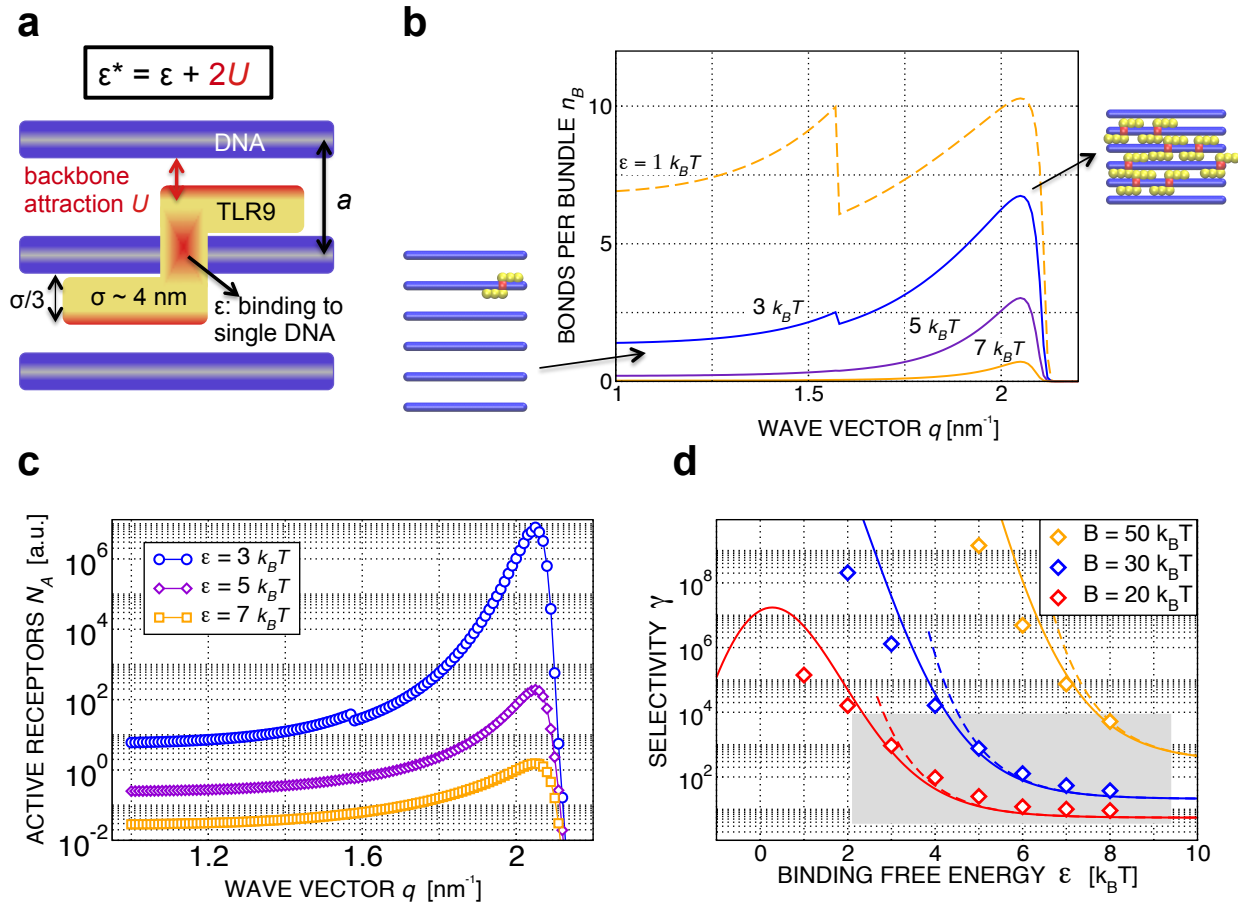 a
ε* = ε + 2U
DNA
backbone
attraction U
TLR9
a
σ/3
σ ~ 4 nm
ε: binding to
single DNA
b
BONDS PER BUNDLE nB
10
5
0
ε = 1 kBT
3 kBT
5 kBT
7 kBT
1
1.5
2
WAVE VECTOR q [nm-1]
c
ACTIVE RECEPTORS NA [a.u.]
10^6
10^4
10^2
10^0
10^-2
ε = 3 kBT
ε = 5 kBT
ε = 7 kBT
1.2
1.6
2
WAVE VECTOR q [nm-1]
d
SELECTIVITY γ
10^8
10^6
10^4
10^2
B = 50 kBT
B = 30 kBT
B = 20 kBT
0
2
4
6
8
10
BINDING FREE ENERGY ε [kBT]